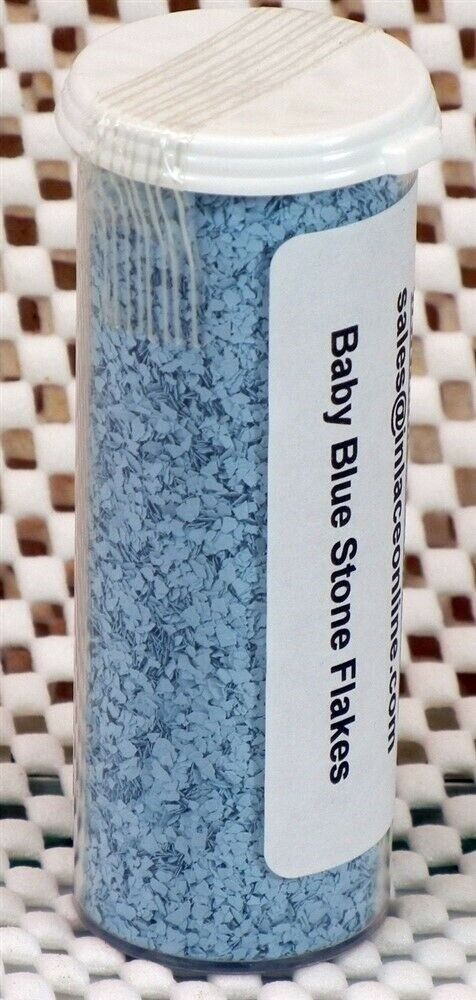 sales@inlaceonline.com
Baby Blue Stone Flakes